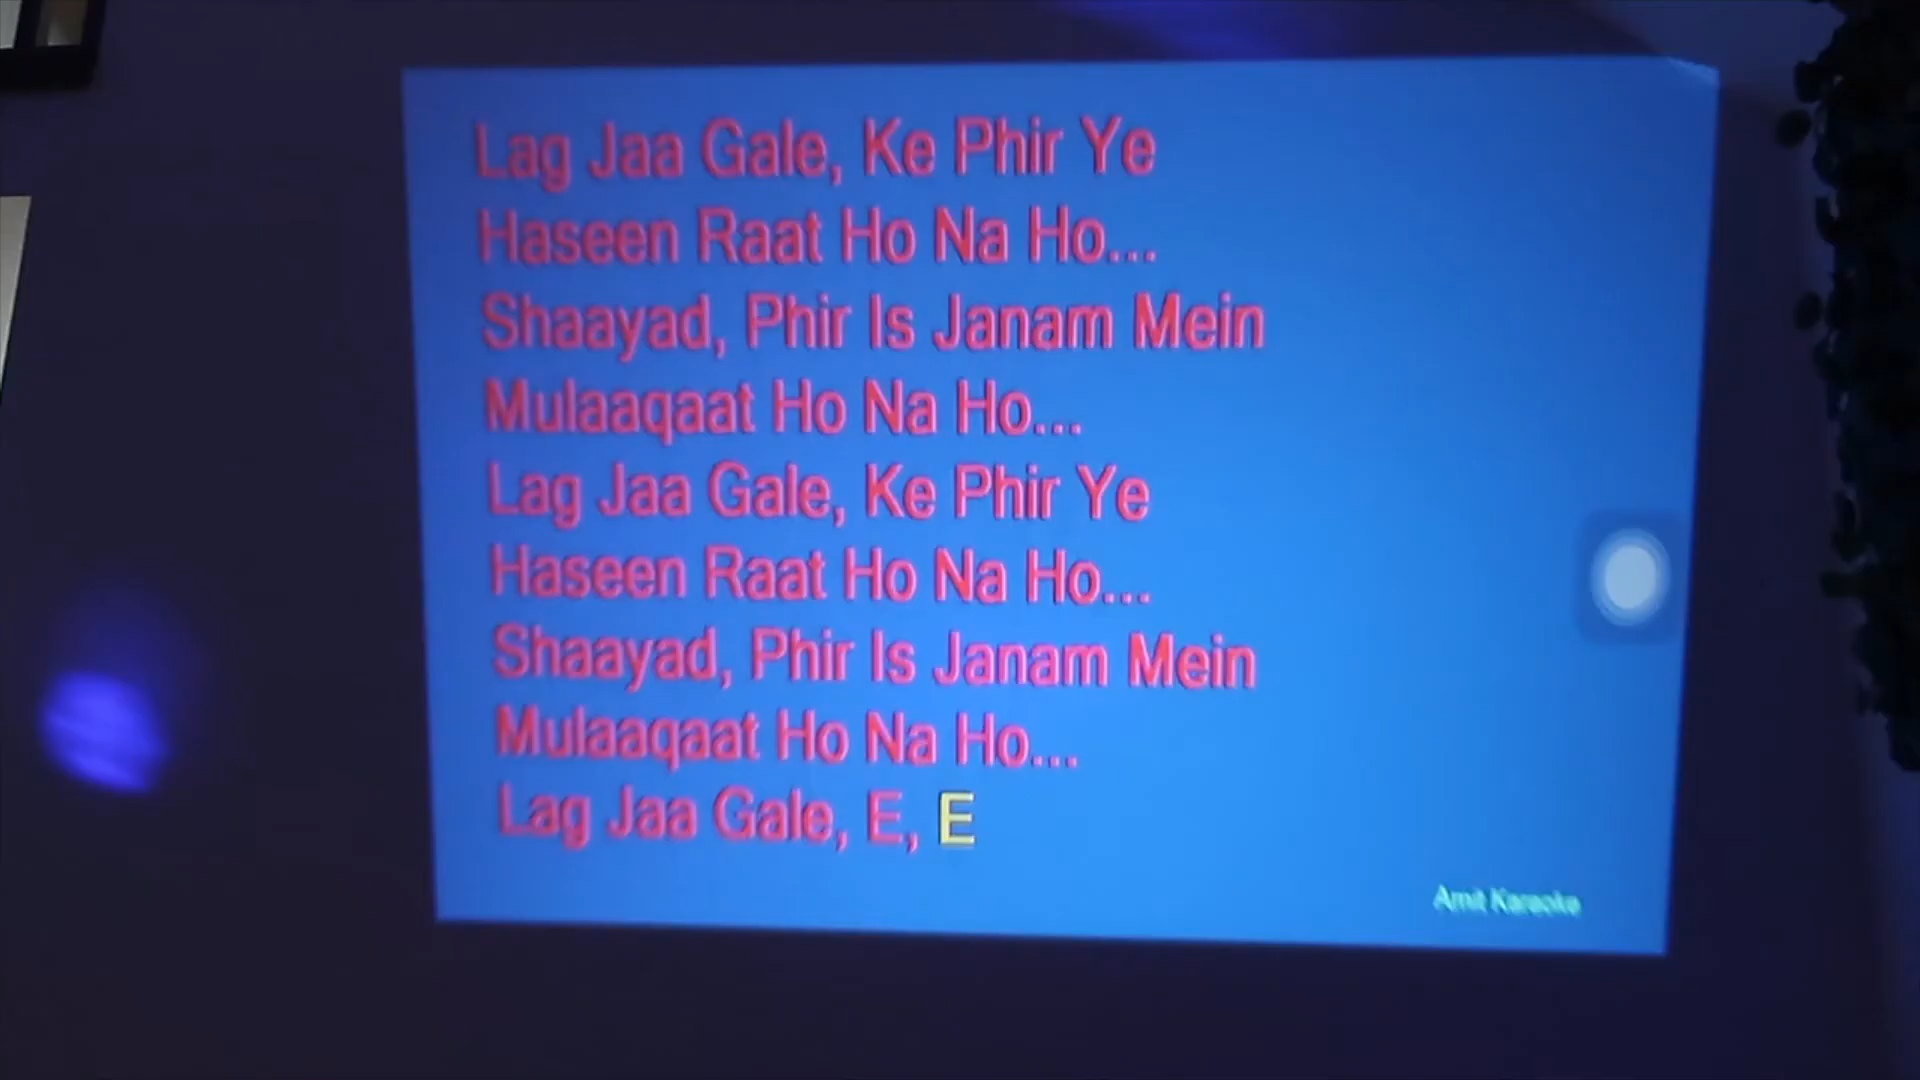 Lag Jaa Gale, Ke Phir Ye
Haseen Raat Ho Na Ho...
Shaayad, Phir Is Janam Mein
Mulaaqaat Ho Na Ho...
Lag Jaa Gale, Ke Phir Ye
Haseen Raat Ho Na Ho...
Shaayad, Phir Is Janam Mein
Mulaaqaat Ho Na Ho...
Lag Jaa Gale, E, E
Amit Karaoke